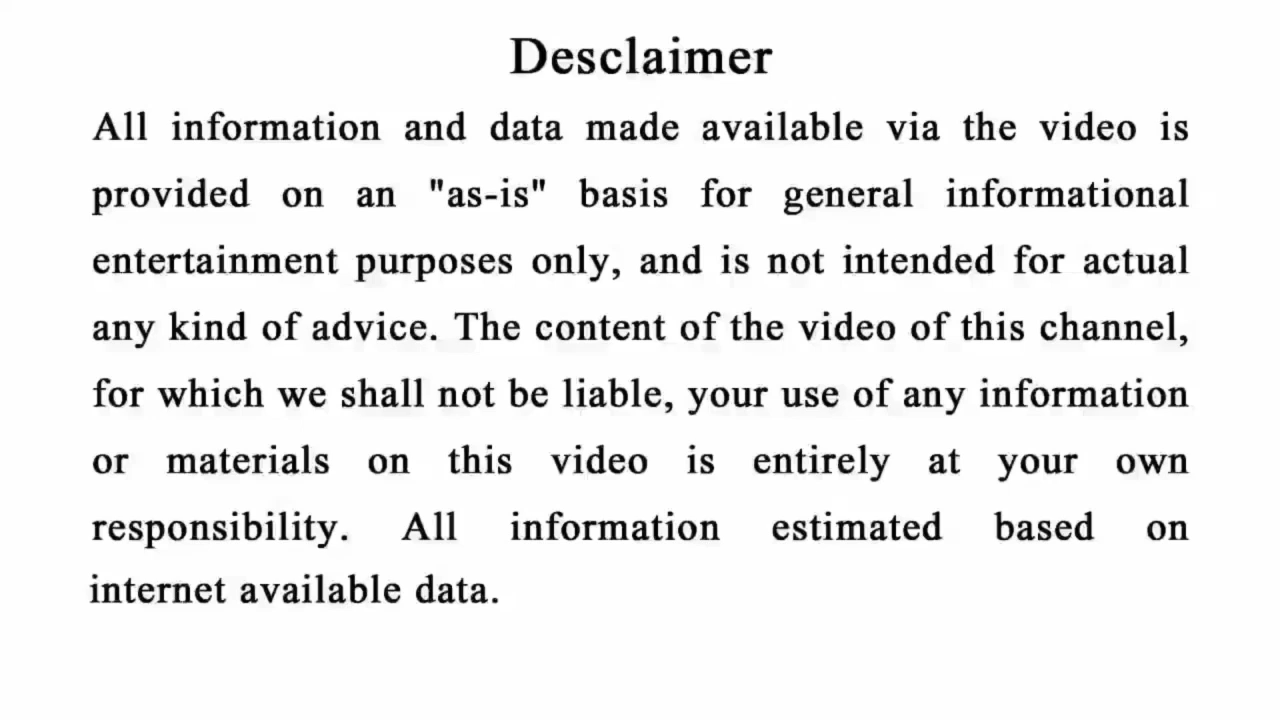 Desclaimer
All information and data made available via the video is
provided on an "as-is" basis for general informational
entertainment purposes only, and is not intended for actual
any kind of advice. The content of the video of this channel,
for which we shall not be liable, your use of any information
or materials on this video is entirely at your own
responsibility. All information estimated based on
internet available data.